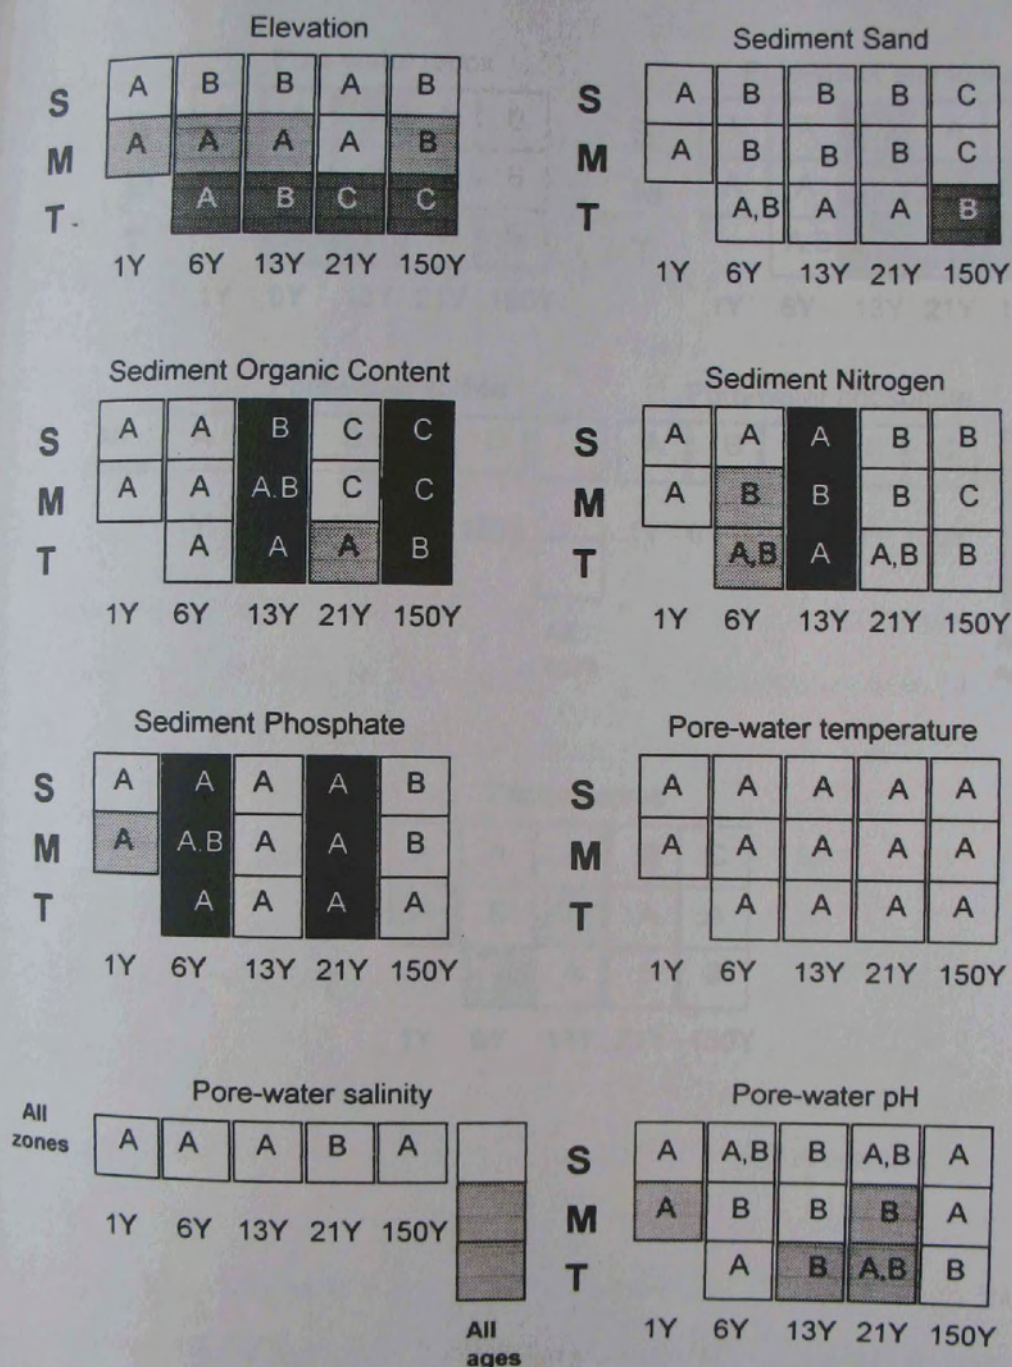 Elevation
S A B B A B
M A A A A B
T A B C C
1Y 6Y 13Y 21Y 150Y
Sediment Sand
S A B B B C
M A B B B C
T A,B A A B
1Y 6Y 13Y 21Y 150Y
Sediment Organic Content
S A A B C C
M A A A.B C C
T A A A B
1Y 6Y 13Y 21Y 150Y
Sediment Nitrogen
S A A A B B
M A B B B C
T A,B A A,B B
1Y 6Y 13Y 21Y 150Y
Sediment Phosphate
S A A A A B
M A A.B A A B
T A A A A
1Y 6Y 13Y 21Y 150Y
Pore-water temperature
S A A A A A
M A A A A A
T A A A A
1Y 6Y 13Y 21Y 150Y
Pore-water salinity
All
zones A A A B A
1Y 6Y 13Y 21Y 150Y
All
ages
Pore-water pH
S A A,B B A,B A
M A B B B A
T A B A.B B
1Y 6Y 13Y 21Y 150Y